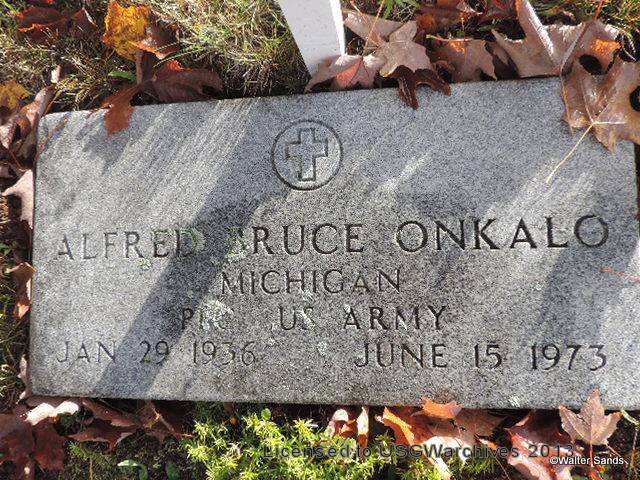 ALFRED BRUCE ONKALO
MICHIGAN
PFC US ARMY
JAN 29 1936 JUNE 15 1973
Licensed to USGWarchives 2013
©Walter Sands